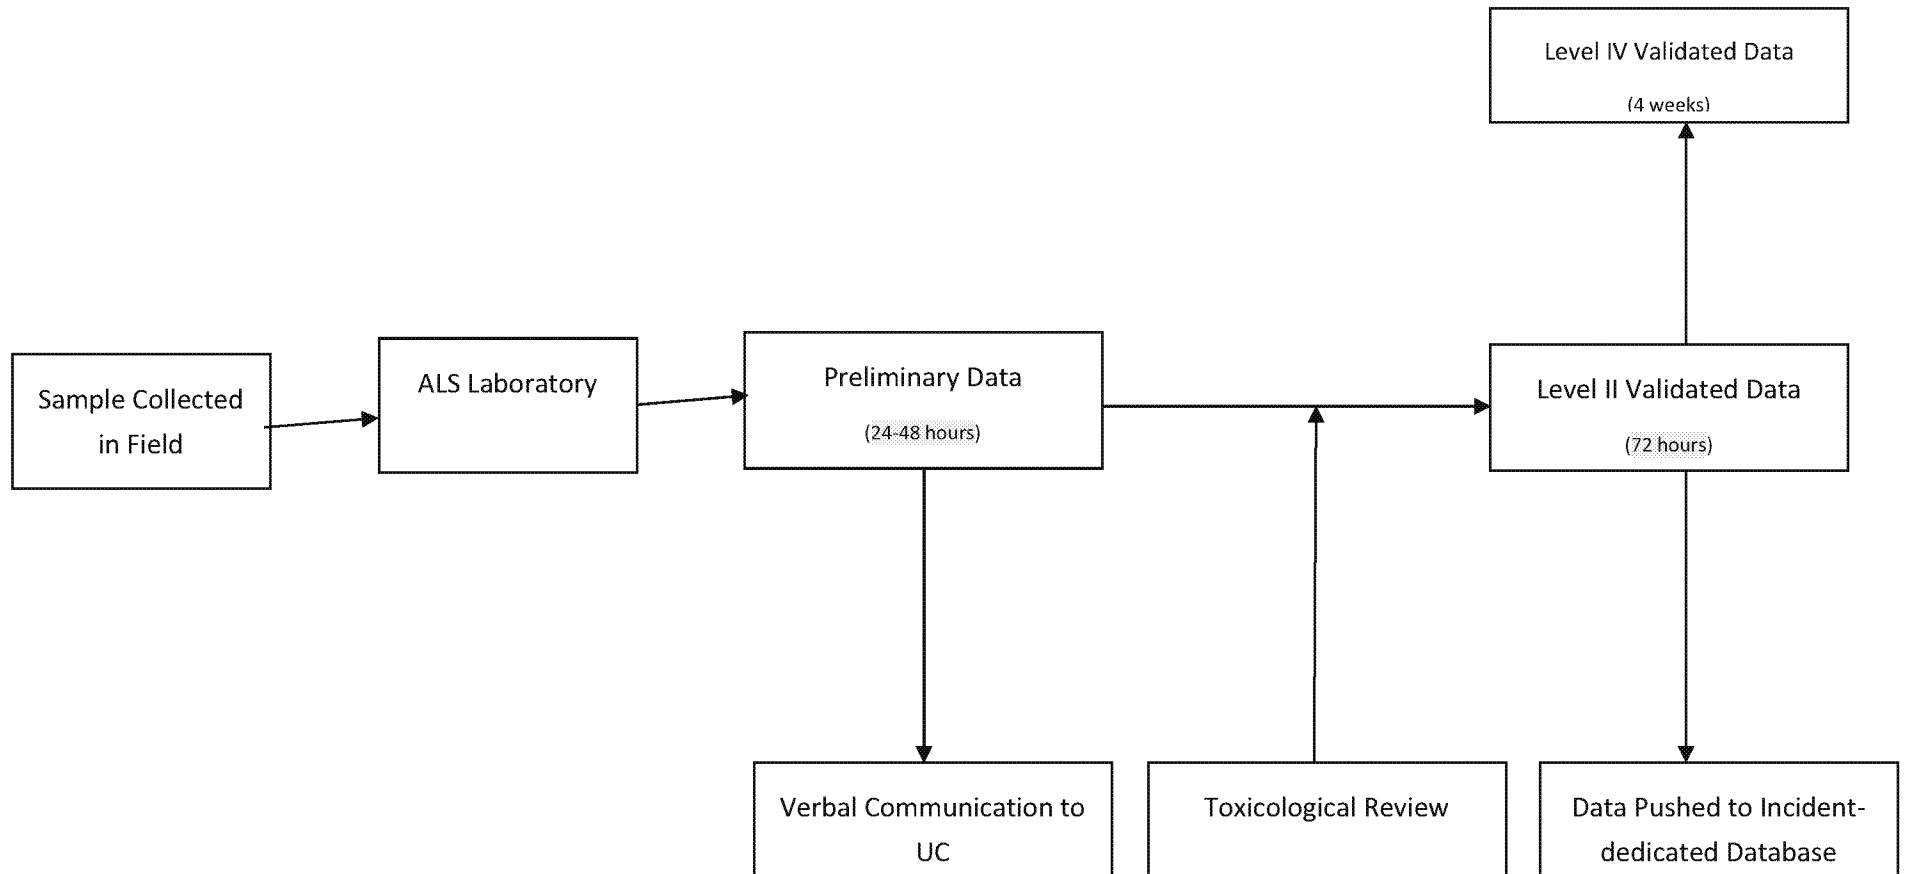 Level IV Validated Data
(4 weeks)
Sample Collected
in Field
ALS Laboratory
Preliminary Data
(24-48 hours)
Level II Validated Data
(72 hours)
Verbal Communication to
UC
Toxicological Review
Data Pushed to Incident-
dedicated Database